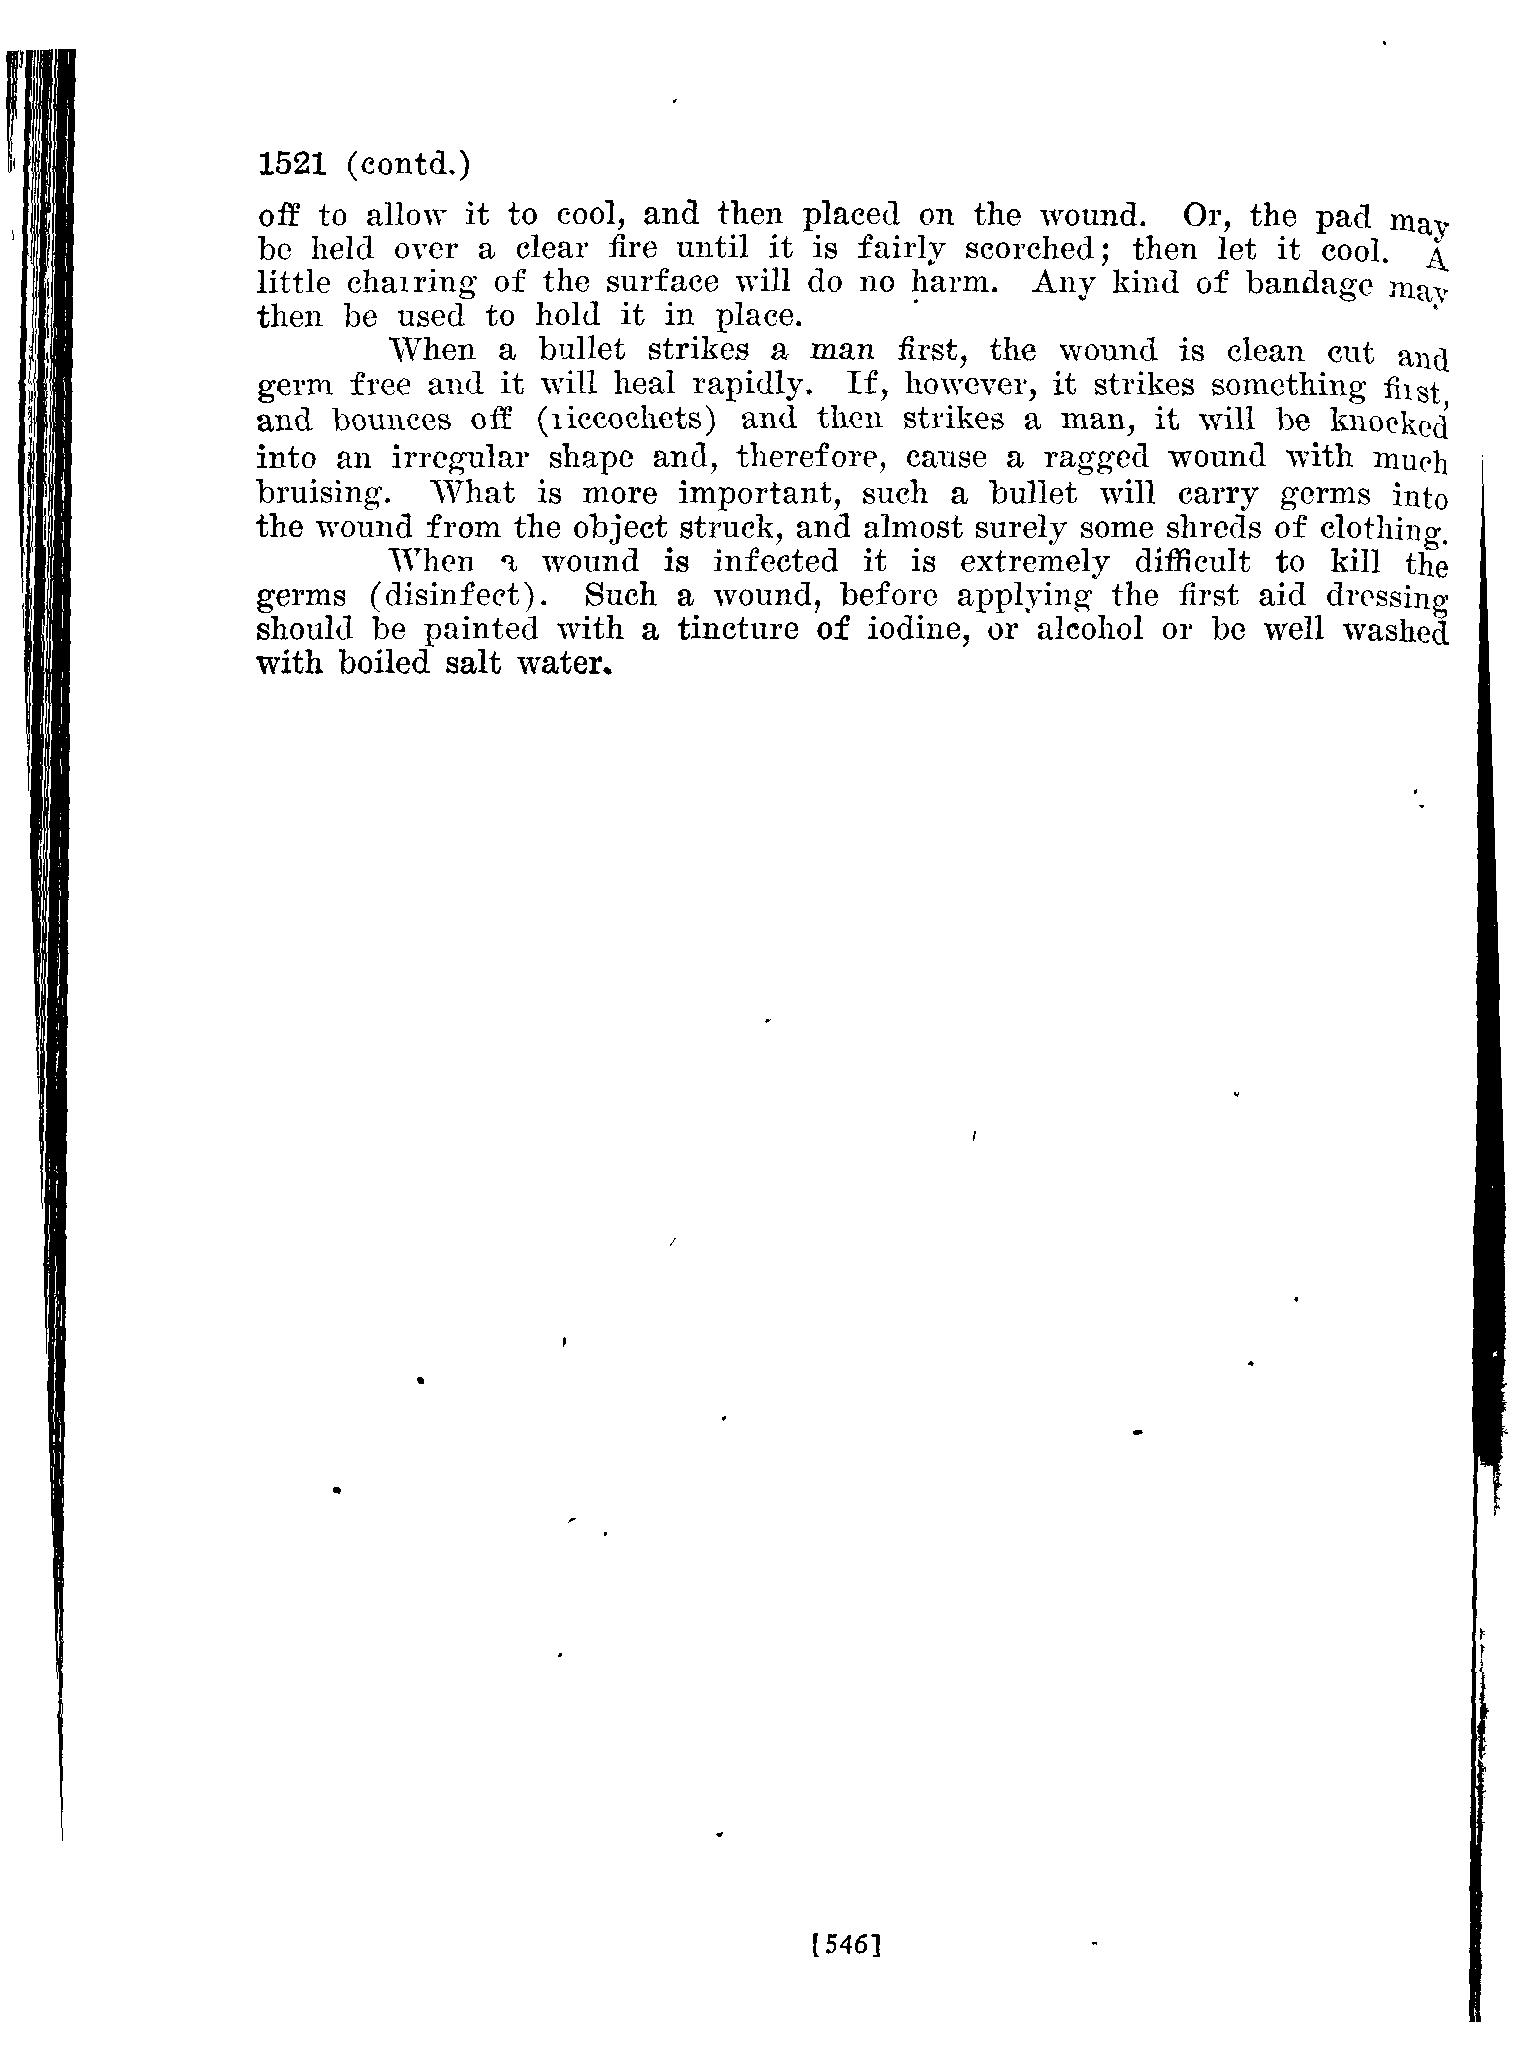 1521 (contd.)
off to allow it to cool, and then placed on the wound. Or, the pad may
be held over a clear fire until it is fairly scorched; then let it cool. A
little charring of the surface will do no harm. Any kind of bandage may
then be used to hold it in place.
When a bullet strikes a man first, the wound is clean cut and
germ free and it will heal rapidly. If, however, it strikes something first,
and bounces off (riccochets) and then strikes a man, it will be knocked
into an irregular shape and, therefore, cause a ragged wound with much
bruising. What is more important, such a bullet will carry germs into
the wound from the object struck, and almost surely some shreds of clothing.
When a wound is infected it is extremely difficult to kill the
germs (disinfect). Such a wound, before applying the first aid dressing
should be painted with a tincture of iodine, or alcohol or be well washed
with boiled salt water.
[546]